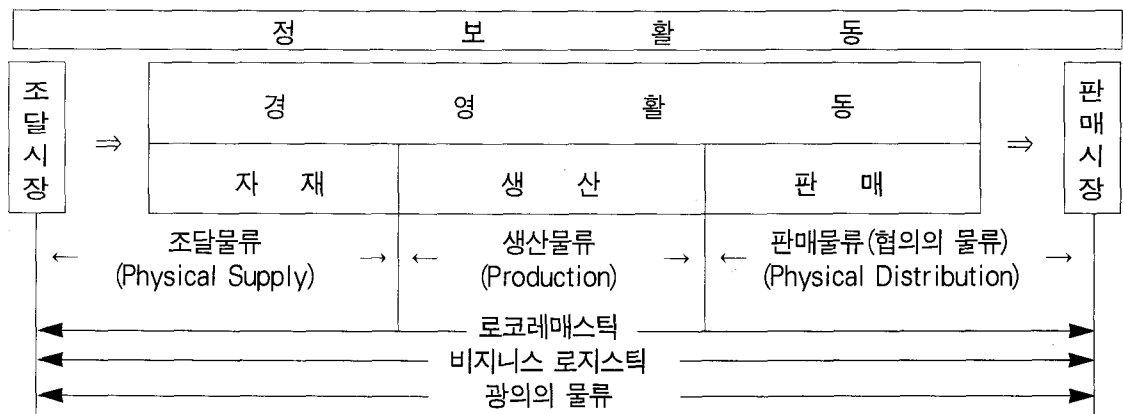 정 보 활 동
조달시장
⇒
경 영 활 동
⇒
판매시장
자 재
생 산
판 매
← 조달물류 →
(Physical Supply)
← 생산물류 →
(Production)
← 판매물류(협의의 물류) →
(Physical Distribution)
로코레매스틱
비지니스 로지스틱
광의의 물류